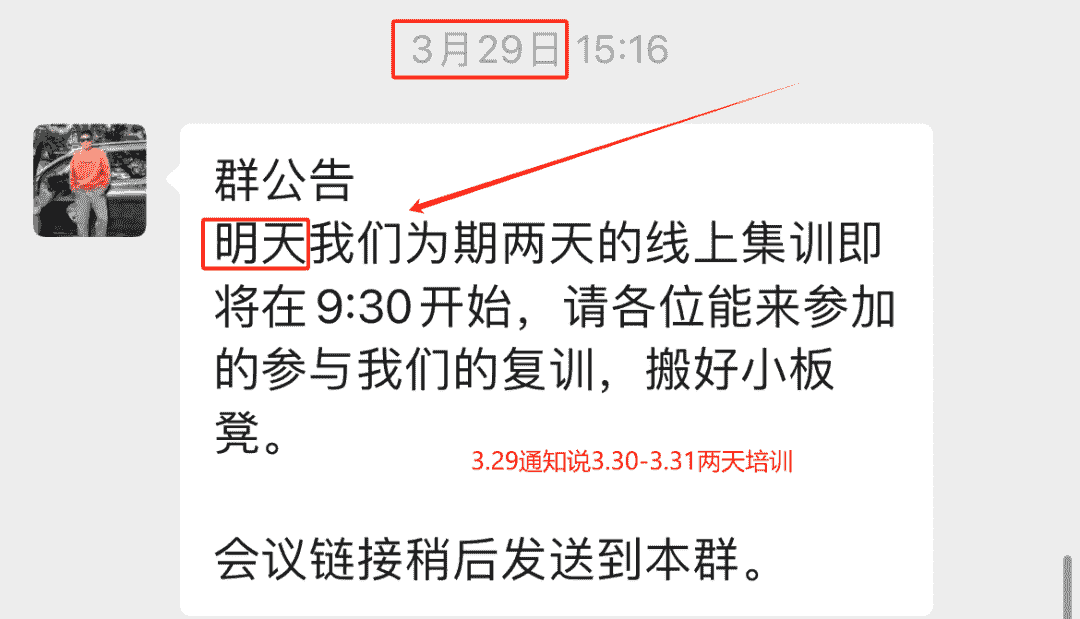 3月29日 15:16
群公告
明天我们为期两天的线上集训即
将在9:30开始，请各位能来参加
的参与我们的复训，搬好小板
凳。
3.29通知说3.30-3.31两天培训
会议链接稍后发送到本群。